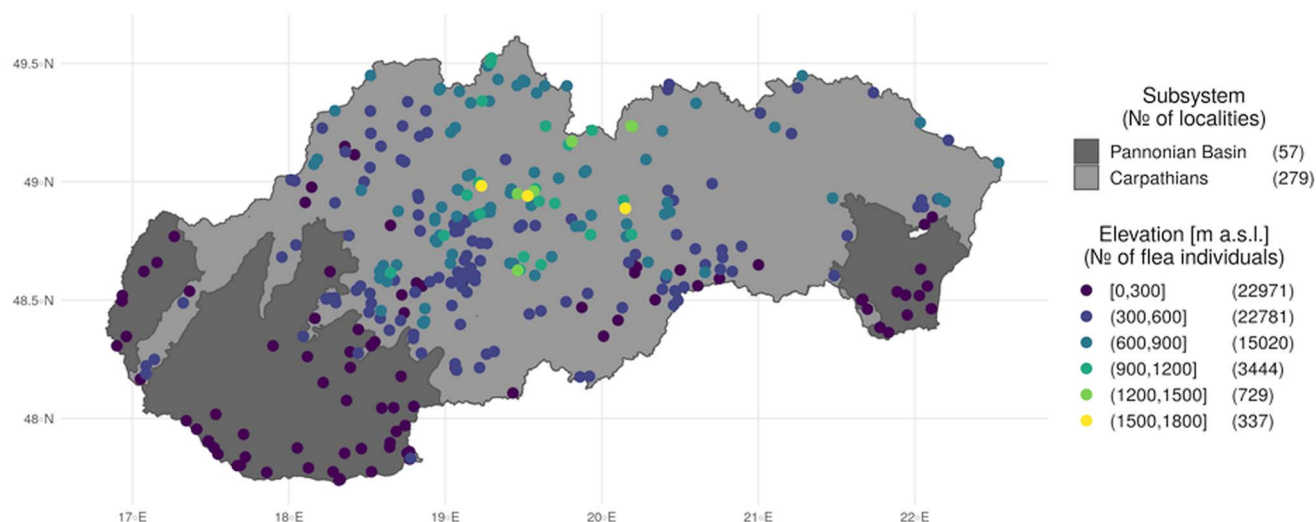 49.5°N
49°N
48.5°N
48°N
17°E
18°E
19°E
20°E
21°E
22°E
Subsystem
(№ of localities)
Pannonian Basin (57)
Carpathians (279)
Elevation [m a.s.l.]
(№ of flea individuals)
[0,300] (22971)
(300,600] (22781)
(600,900] (15020)
(900,1200] (3444)
(1200,1500] (729)
(1500,1800] (337)